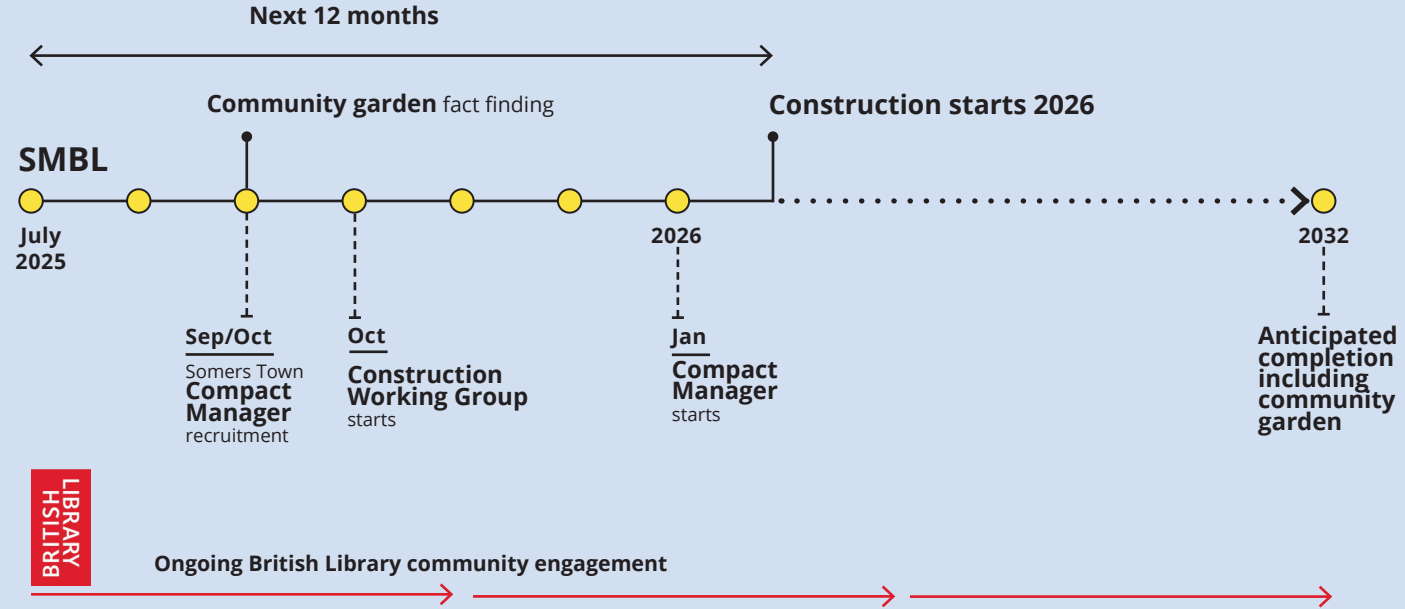 Next 12 months
Community garden fact finding
Construction starts 2026
SMBL
July
2025
2026
2032
Sep/Oct
Somers Town
Compact
Manager
recruitment
Oct
Construction
Working Group
starts
Jan
Compact
Manager
starts
Anticipated
completion
including
community
garden
BRITISH
LIBRARY
Ongoing British Library community engagement